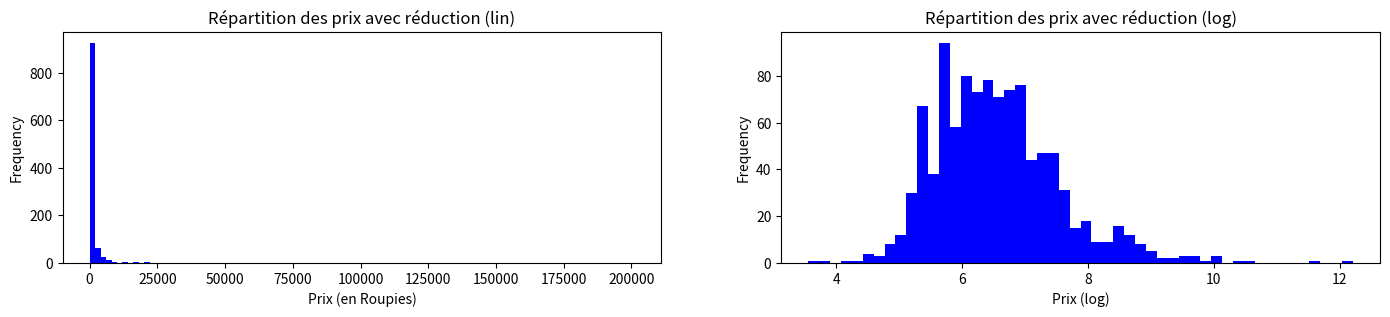 Répartition des prix avec réduction (lin)
Frequency
800
600
400
200
0
0 25000 50000 75000 100000 125000 150000 175000 200000
Prix (en Roupies)
Répartition des prix avec réduction (log)
Frequency
80
60
40
20
0
4 6 8 10 12
Prix (log)